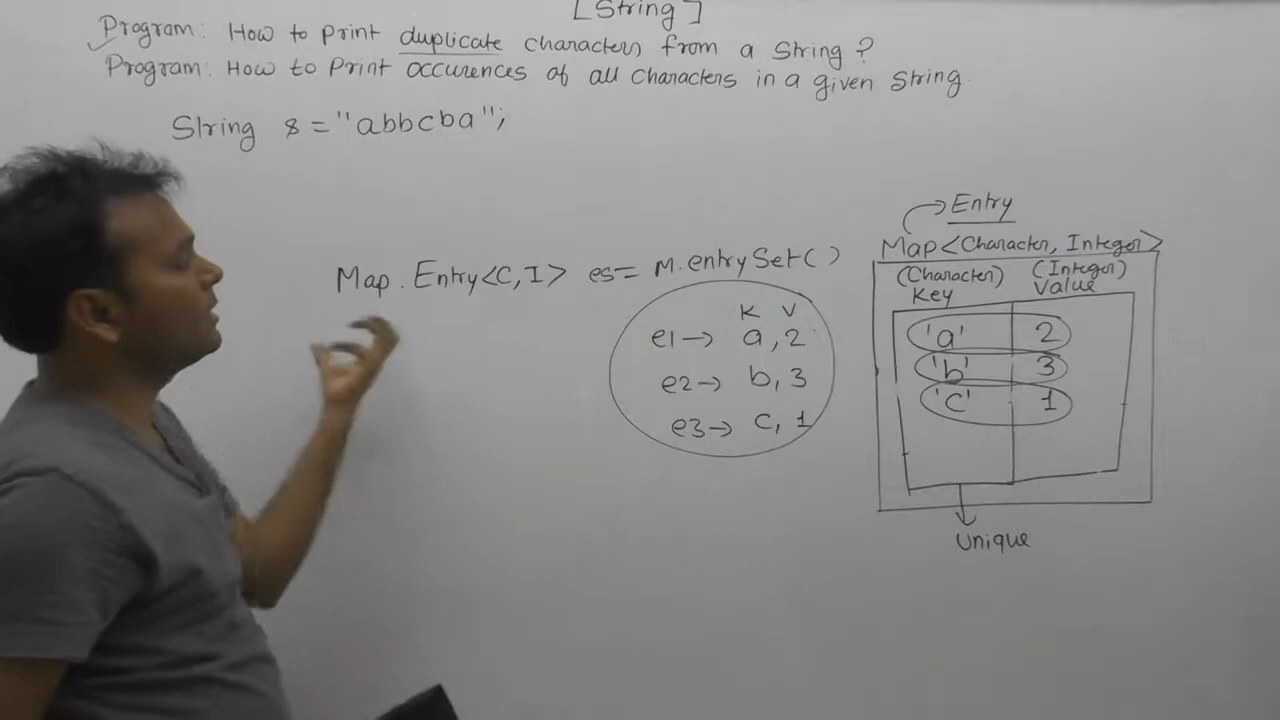 [String]
Program: How to print duplicate characters from a String?
Program: How to Print occurences of all characters in a given String.
String s = "abbcba";
Entry
Map<Character, Integer>
Map.Entry<C,I> es = M.entrySet()
(Character) (Integer)
Key Value
K V
e1→ a,2
e2→ b,3
e3→ c,1
'a' 2
'b' 3
'c' 1
Unique